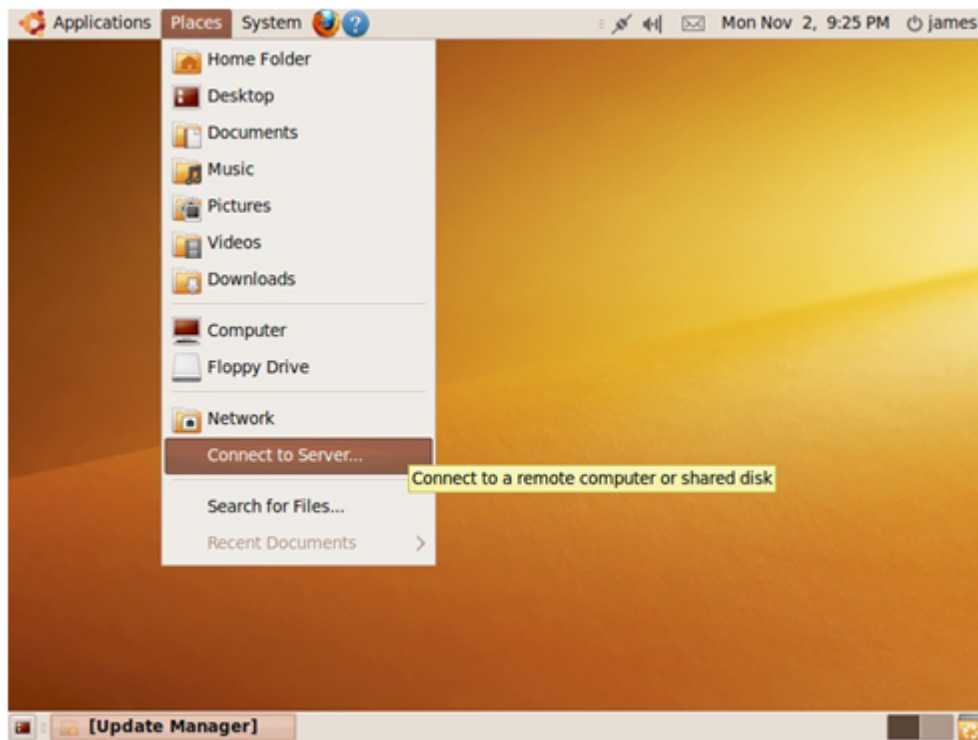 Applications Places System ? Mon Nov 2, 9:25 PM james
Home Folder
Desktop
Documents
Music
Pictures
Videos
Downloads
Computer
Floppy Drive
Network
Connect to Server...
Connect to a remote computer or shared disk
Search for Files...
Recent Documents
[Update Manager]